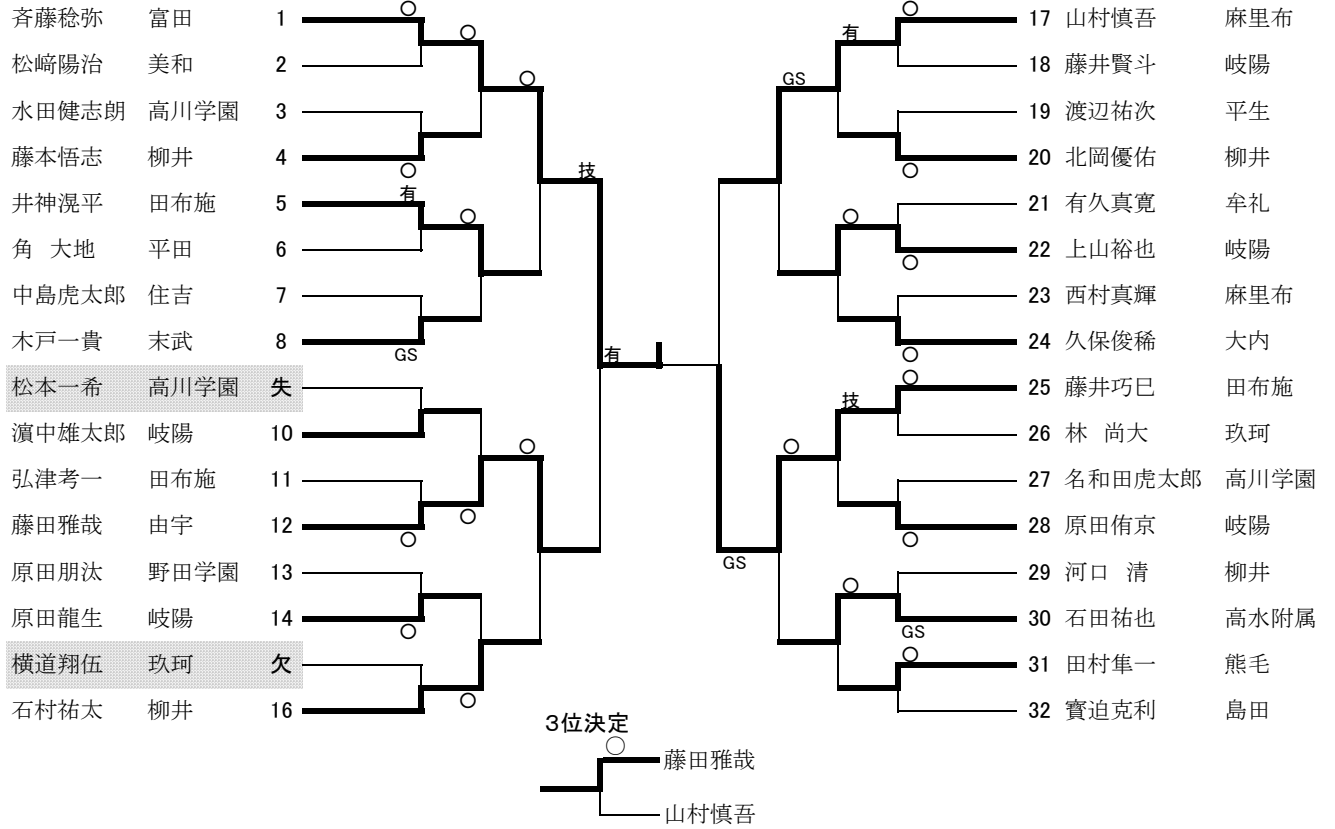 斉藤稔弥 富田 1
松﨑陽治 美和 2
水田健志朗 高川学園 3
藤本悟志 柳井 4
井神滉平 田布施 5
角 大地 平田 6
中島虎太郎 住吉 7
木戸一貴 末武 8
松本一希 高川学園 失
濵中雄太郎 岐陽 10
弘津考一 田布施 11
藤田雅哉 由宇 12
原田朋汰 野田学園 13
原田龍生 岐陽 14
横道翔伍 玖珂 欠
石村祐太 柳井 16
○
○
○
○
有
○
GS
技
○
○
○
○
○
有
○
有
GS
○
○
○
○
○
技
○
○
GS
○
GS
○
17 山村慎吾 麻里布
18 藤井賢斗 岐陽
19 渡辺祐次 平生
20 北岡優佑 柳井
21 有久真寛 牟礼
22 上山裕也 岐陽
23 西村真輝 麻里布
24 久保俊稀 大内
25 藤井巧巳 田布施
26 林 尚大 玖珂
27 名和田虎太郎 高川学園
28 原田侑京 岐陽
29 河口 清 柳井
30 石田祐也 高水附属
31 田村隼一 熊毛
32 寳迫克利 島田
3位決定
○
藤田雅哉
山村慎吾